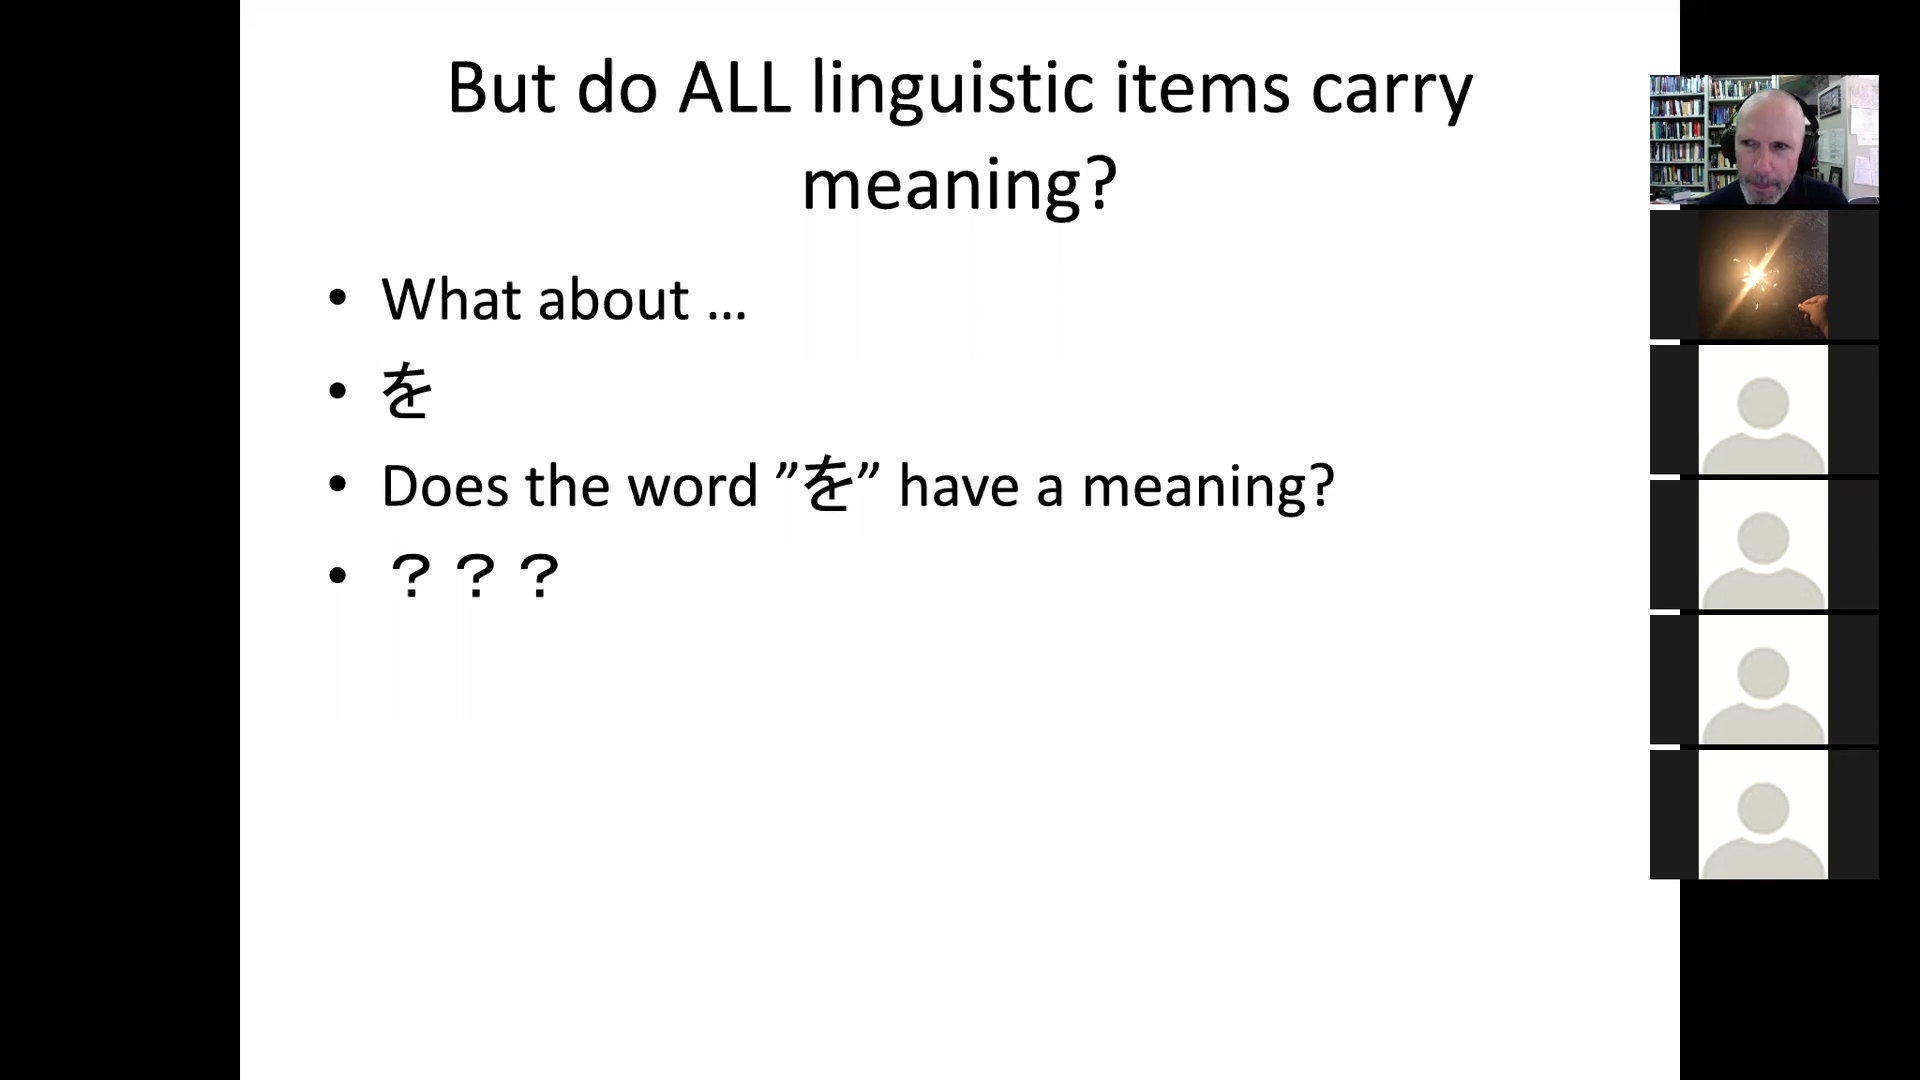 But do ALL linguistic items carry
meaning?
• What about …
• を
• Does the word ”を” have a meaning?
• ？？？